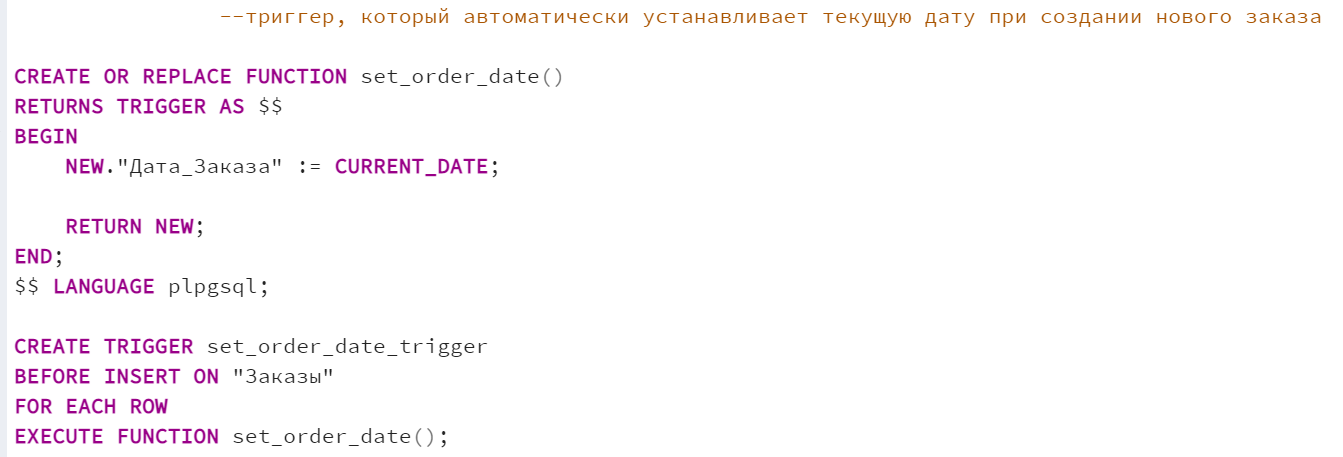 --триггер, который автоматически устанавливает текущую дату при создании нового заказа
CREATE OR REPLACE FUNCTION set_order_date()
RETURNS TRIGGER AS $$
BEGIN
    NEW."Дата_Заказа" := CURRENT_DATE;
    RETURN NEW;
END;
$$ LANGUAGE plpgsql;
CREATE TRIGGER set_order_date_trigger
BEFORE INSERT ON "Заказы"
FOR EACH ROW
EXECUTE FUNCTION set_order_date();